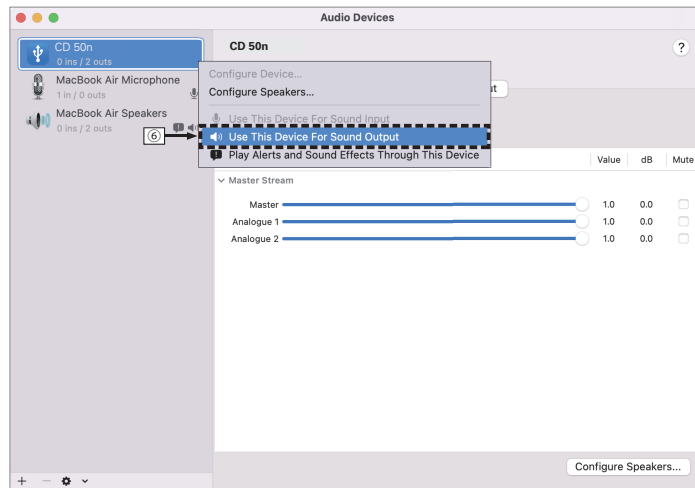 Audio Devices
CD 50n
0 ins / 2 outs
MacBook Air Microphone
1 in / 0 outs
MacBook Air Speakers
0 ins / 2 outs
⑥
CD 50n
?
Configure Device...
Configure Speakers...
Use This Device For Sound Input
Use This Device For Sound Output
Play Alerts and Sound Effects Through This Device
Value dB Mute
Master Stream
Master 1.0 0.0
Analogue 1 1.0 0.0
Analogue 2 1.0 0.0
Configure Speakers...